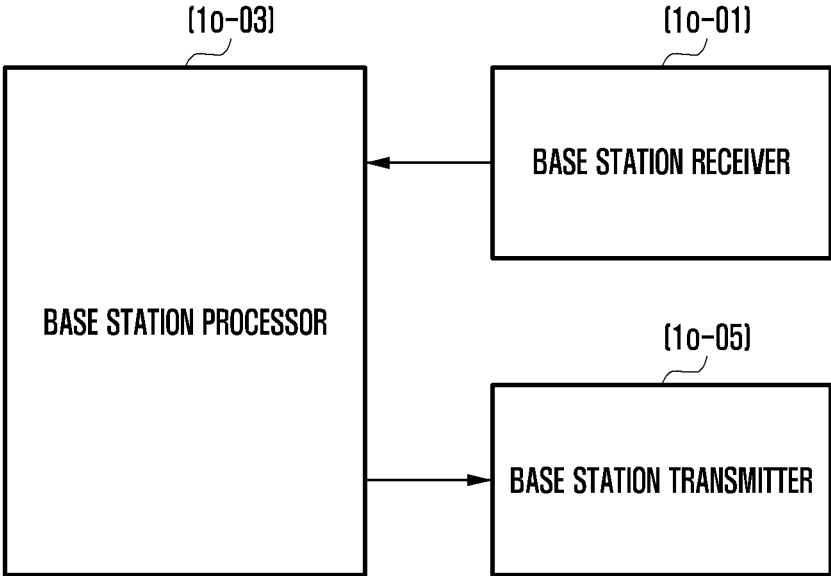 (1o-03)
(1o-01)
BASE STATION RECEIVER
BASE STATION PROCESSOR
(1o-05)
BASE STATION TRANSMITTER